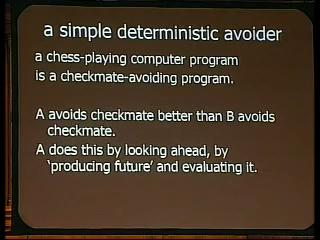 a simple deterministic avoider
a chess-playing computer program
is a checkmate-avoiding program.
A avoids checkmate better than B avoids
checkmate.
A does this by looking ahead, by
'producing future' and evaluating it.